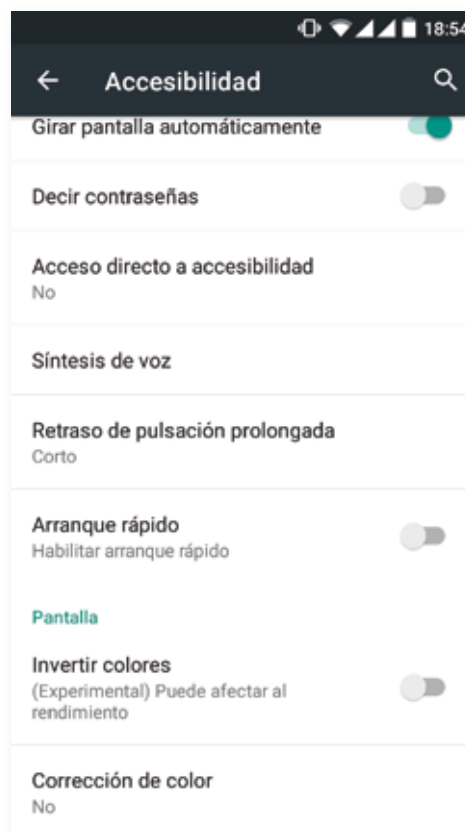 18:54
Accesibilidad
Girar pantalla automáticamente
Decir contraseñas
Acceso directo a accesibilidad
No
Síntesis de voz
Retraso de pulsación prolongada
Corto
Arranque rápido
Habilitar arranque rápido
Pantalla
Invertir colores
(Experimental) Puede afectar al
rendimiento
Corrección de color
No